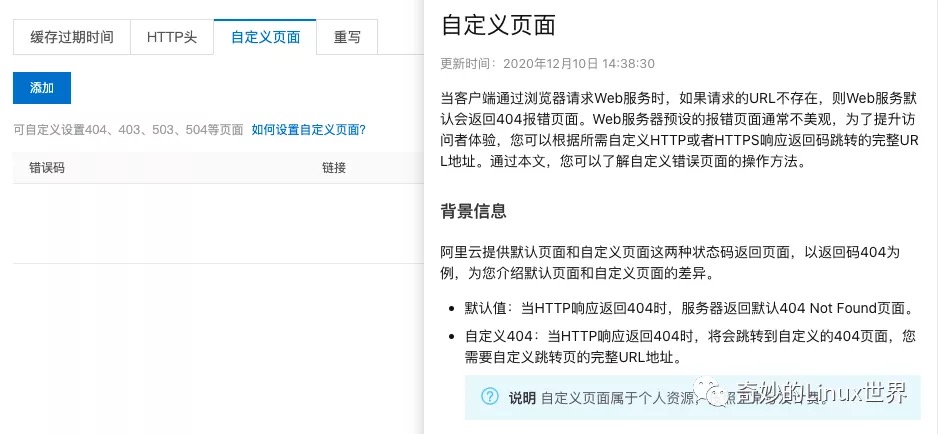 缓存过期时间
HTTP头
自定义页面
重写
添加
可自定义设置404、403、503、504等页面 如何设置自定义页面?
错误码
链接
自定义页面
更新时间：2020年12月10日 14:38:30
当客户端通过浏览器请求Web服务时，如果请求的URL不存在，则Web服务默
认会返回404报错页面。Web服务器预设的报错页面通常不美观，为了提升访
问者体验，您可以根据所需自定义HTTP或者HTTPS响应返回码跳转的完整UR
L地址。通过本文，您可以了解自定义错误页面的操作方法。
背景信息
阿里云提供默认页面和自定义页面这两种状态码返回页面，以返回码404为
例，为您介绍默认页面和自定义页面的差异。
默认值：当HTTP响应返回404时，服务器返回默认404 Not Found页面。
自定义404：当HTTP响应返回404时，将会跳转到自定义的404页面，您
需要自定义跳转页的完整URL地址。
说明 自定义页面属于个人资源，
奇妙的Linux世界